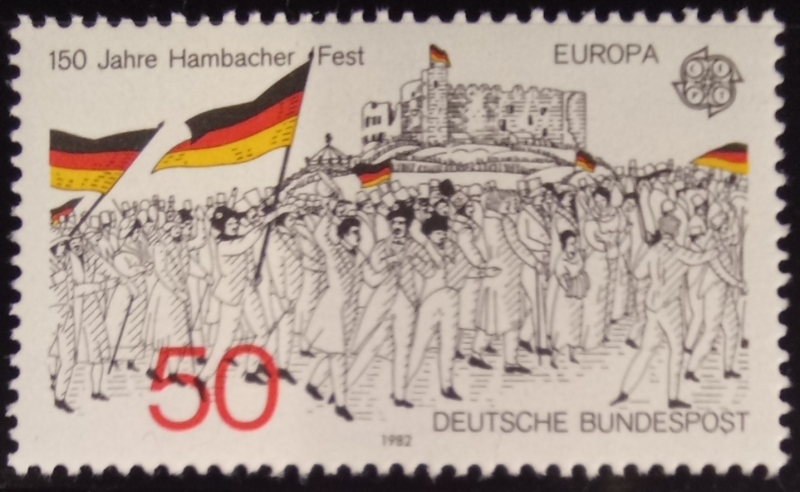 150 Jahre Hambacher Fest
EUROPA
50
DEUTSCHE BUNDESPOST
1982